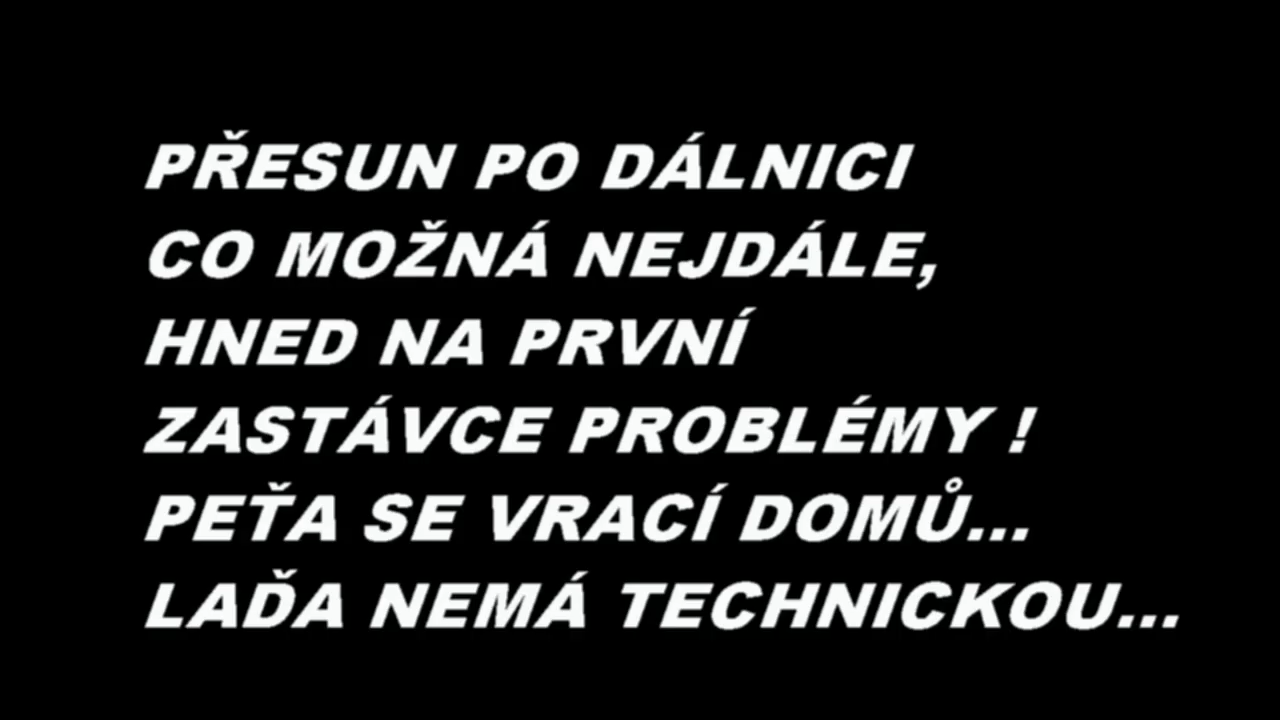 PŘESUN PO DÁLNICI
CO MOŽNÁ NEJDÁLE,
HNED NA PRVNÍ
ZASTÁVCE PROBLÉMY !
PEŤA SE VRACÍ DOMŮ...
LAĎA NEMÁ TECHNICKOU...